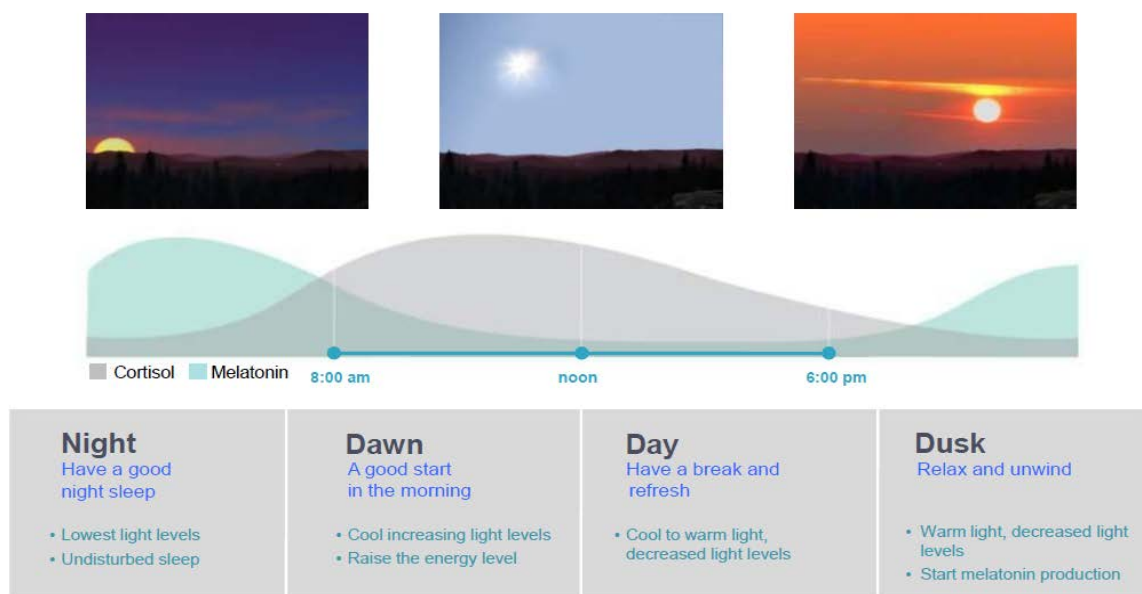 Cortisol
Melatonin
8:00 am
noon
6:00 pm
Night
Have a good
night sleep
• Lowest light levels
• Undisturbed sleep
Dawn
A good start
in the morning
• Cool increasing light levels
• Raise the energy level
Day
Have a break and
refresh
• Cool to warm light,
decreased light levels
Dusk
Relax and unwind
• Warm light, decreased light
levels
• Start melatonin production